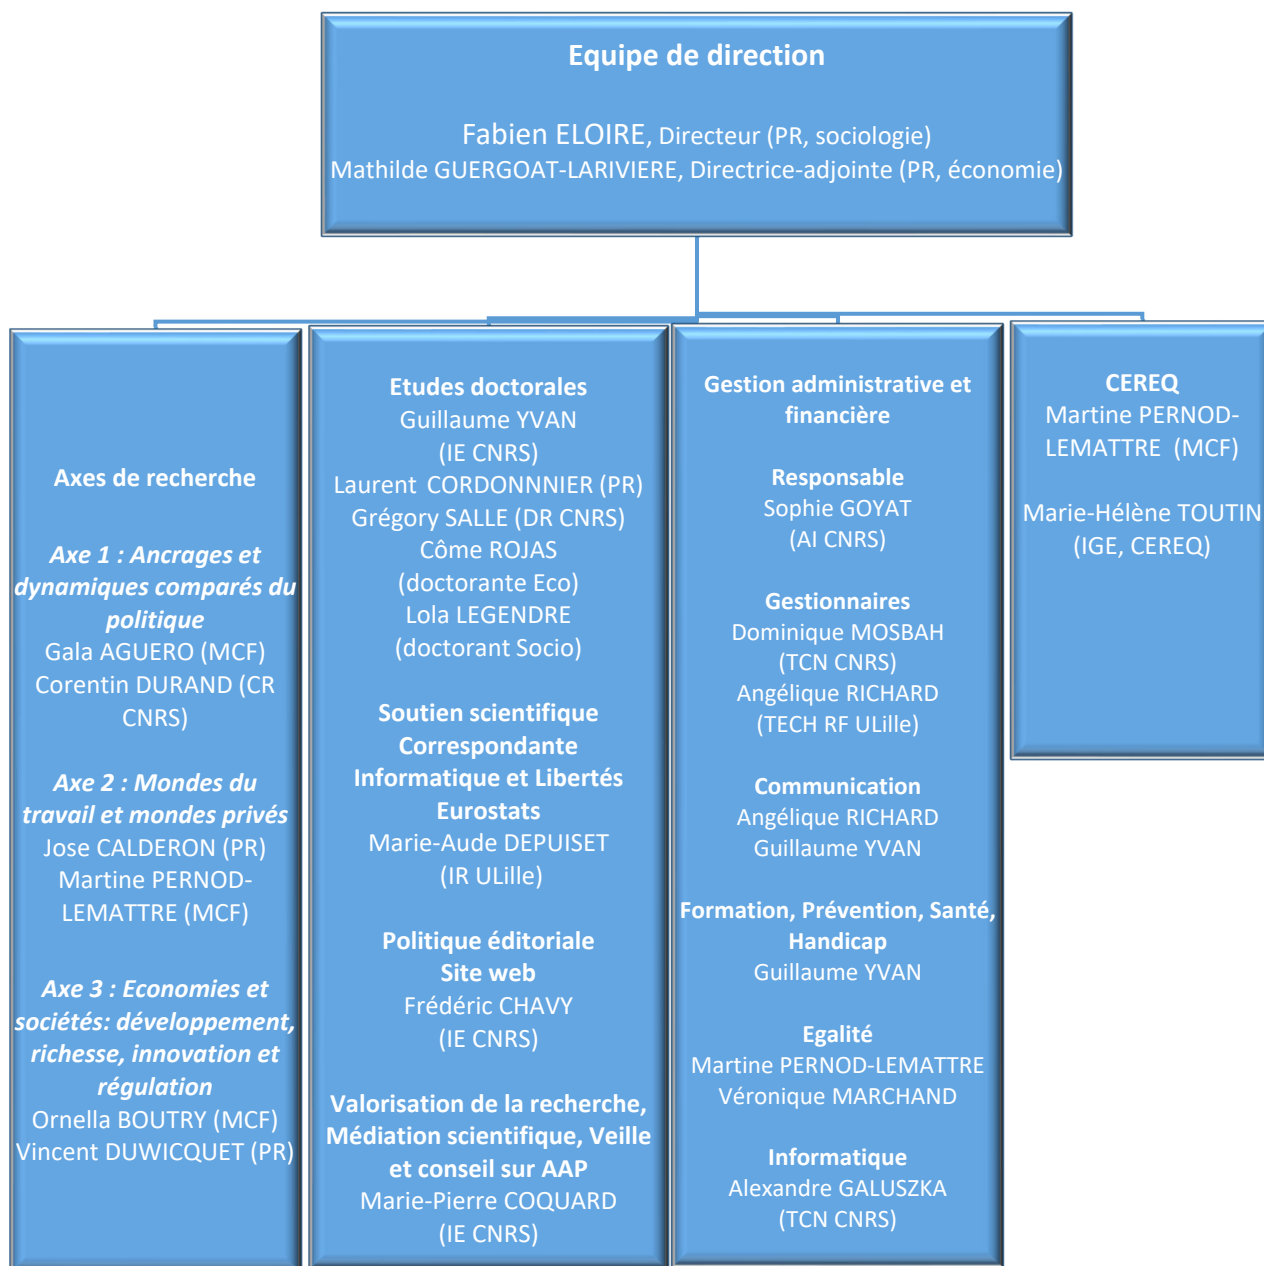 Equipe de direction
Fabien ELOIRE, Directeur (PR, sociologie)
Mathilde GUERGOAT-LARIVIERE, Directrice-adjointe (PR, économie)
Axes de recherche
Axe 1 : Ancrages et
dynamiques comparés du
politique
Gala AGUERO (MCF)
Corentin DURAND (CR
CNRS)
Axe 2 : Mondes du
travail et mondes privés
Jose CALDERON (PR)
Martine PERNOD-
LEMATTRE (MCF)
Axe 3 : Economies et
sociétés: développement,
richesse, innovation et
régulation
Ornella BOUTRY (MCF)
Vincent DUWICQUET (PR)
Etudes doctorales
Guillaume YVAN
(IE CNRS)
Laurent CORDONNNIER (PR)
Grégory SALLE (DR CNRS)
Côme ROJAS
(doctorante Eco)
Lola LEGENDRE
(doctorant Socio)
Soutien scientifique
Correspondante
Informatique et Libertés
Eurostats
Marie-Aude DEPUISET
(IR ULille)
Politique éditoriale
Site web
Frédéric CHAVY
(IE CNRS)
Valorisation de la recherche,
Médiation scientifique, Veille
et conseil sur AAP
Marie-Pierre COQUARD
(IE CNRS)
Gestion administrative et
financière
Responsable
Sophie GOYAT
(AI CNRS)
Gestionnaires
Dominique MOSBAH
(TCN CNRS)
Angélique RICHARD
(TECH RF ULille)
Communication
Angélique RICHARD
Guillaume YVAN
Formation, Prévention, Santé,
Handicap
Guillaume YVAN
Egalité
Martine PERNOD-LEMATTRE
Véronique MARCHAND
Informatique
Alexandre GALUSZKA
(TCN CNRS)
CEREQ
Martine PERNOD-
LEMATTRE (MCF)
Marie-Hélène TOUTIN
(IGE, CEREQ)